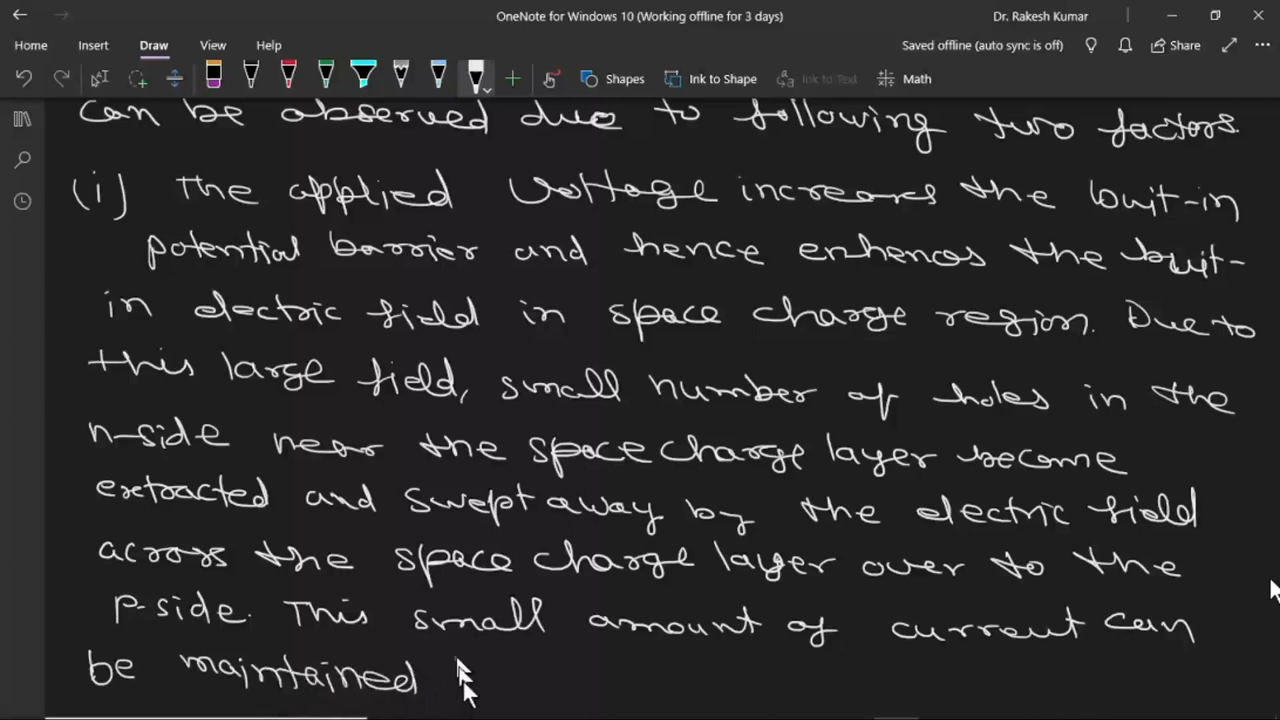 OneNote for Windows 10 (Working offline for 3 days)
Dr. Rakesh Kumar
Home Insert Draw View Help
Saved offline (auto sync is off) Share
Shapes Ink to Shape Ink to Text Math
can be observed due to following two factors.
(i) The applied Voltage increases the buit-in
potential barrier and hence enhences the buit-
in electric field in space charge region. Due to
this large field, small number of holes in the
n-side near the space charge layer become
extracted and swept away by the electric field
across the space charge layer over to the
p-side. This small amount of current can
be maintained